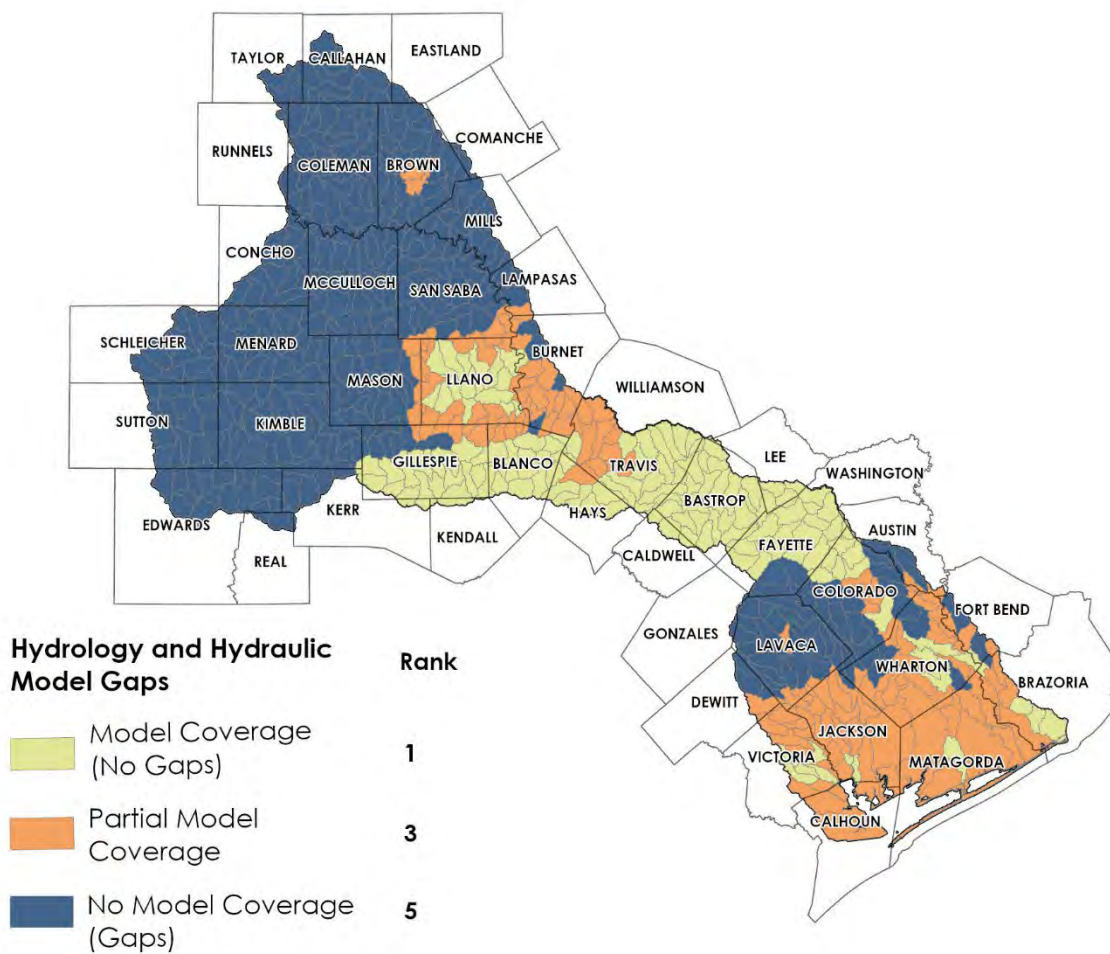 TAYLOR
CALLAHAN
EASTLAND
RUNNELS
COLEMAN
BROWN
COMANCHE
MILLS
CONCHO
MCCULLOCH
SAN SABA
LAMPASAS
SCHLEICHER
MENARD
MASON
LLANO
BURNET
WILLIAMSON
SUTTON
KIMBLE
GILLESPIE
BLANCO
TRAVIS
LEE
WASHINGTON
EDWARDS
KERR
KENDALL
HAYS
BASTROP
REAL
CALDWELL
FAYETTE
AUSTIN
GONZALES
LAVACA
COLORADO
FORT BEND
DEWITT
WHARTON
BRAZORIA
VICTORIA
JACKSON
MATAGORDA
CALHOUN
Hydrology and Hydraulic
Model Gaps
Rank
Model Coverage
(No Gaps)
1
Partial Model
Coverage
3
No Model Coverage
(Gaps)
5